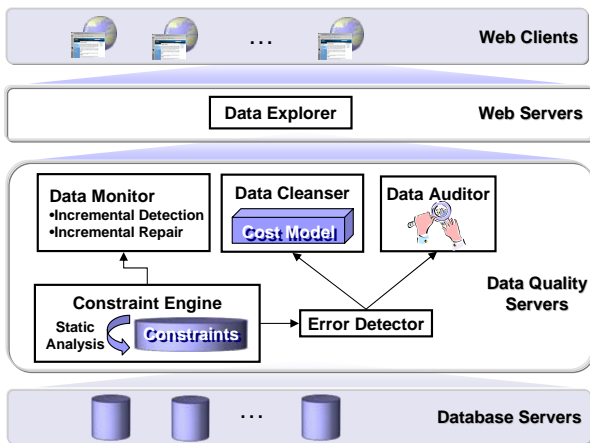 ...
Web Clients
Data Explorer
Web Servers
Data Monitor
•Incremental Detection
•Incremental Repair
Data Cleanser
Cost Model
Data Auditor
Data Quality
Servers
Constraint Engine
Static
Analysis
Constraints
Error Detector
...
Database Servers